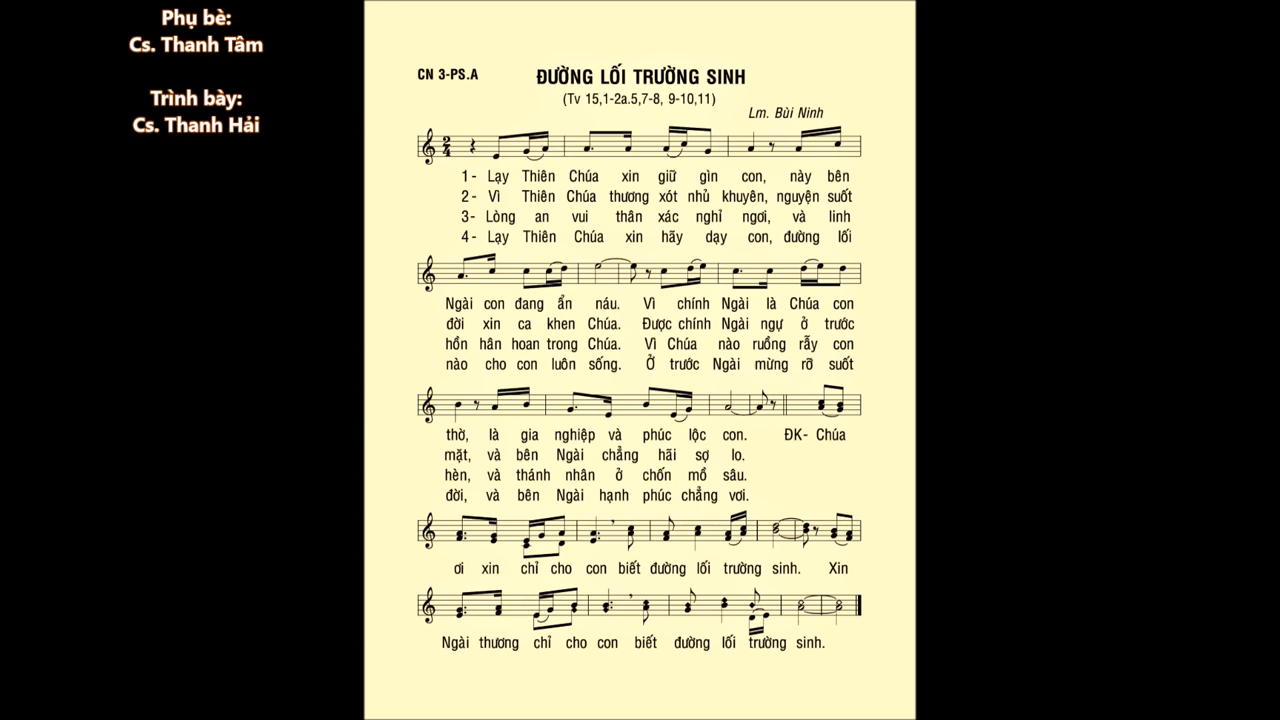 Phụ bè:
Cs. Thanh Tâm
Trình bày:
Cs. Thanh Hải
CN 3-PS.A
ĐƯỜNG LỐI TRƯỜNG SINH
(Tv 15,1-2a.5,7-8, 9-10,11)
Lm. Bùi Ninh
2
4
1- Lạy Thiên Chúa xin giữ gìn con, này bên
2- Vì Thiên Chúa thương xót nhủ khuyên, nguyện suốt
3- Lòng an vui thân xác nghỉ ngơi, và linh
4- Lạy Thiên Chúa xin hãy dạy con, đường lối
Ngài con đang ẩn náu. Vì chính Ngài là Chúa con
đời xin ca khen Chúa. Được chính Ngài ngự ở trước
hồn hân hoan trong Chúa. Vì Chúa nào ruồng rẫy con
nào cho con luôn sống. Ở trước Ngài mừng rỡ suốt
thờ, là gia nghiệp và phúc lộc con. ĐK- Chúa
mặt, và bên Ngài chẳng hãi sợ lo.
hèn, và thánh nhân ở chốn mồ sâu.
đời, và bên Ngài hạnh phúc chẳng vơi.
ơi xin chỉ cho con biết đường lối trường sinh. Xin
Ngài thương chỉ cho con biết đường lối trường sinh.